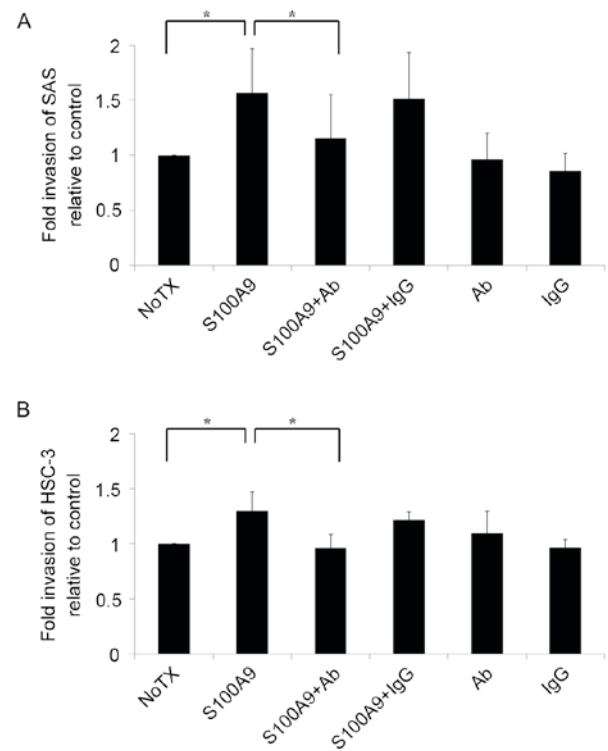 A
* *
Fold invasion of SAS
relative to control
2
1.5
1
0.5
0
NoTX
S100A9
S100A9+Ab
S100A9+IgG
Ab
IgG
B
* *
Fold invasion of HSC-3
relative to control
2
1.5
1
0.5
0
NoTX
S100A9
S100A9+Ab
S100A9+IgG
Ab
IgG